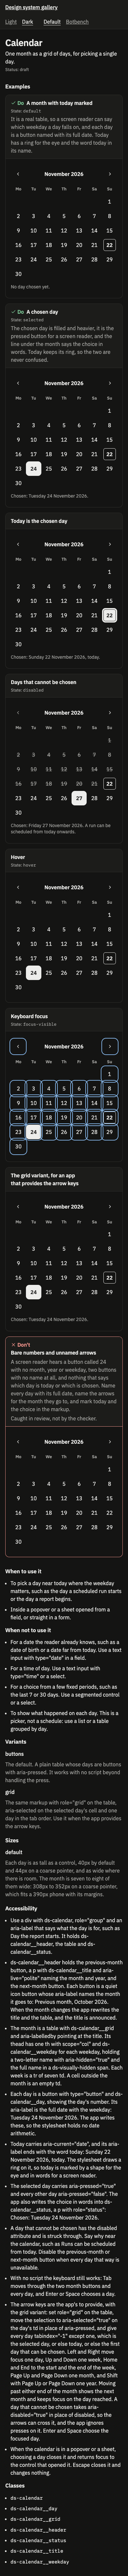 Design system gallery
Light Dark Default Botbench
Calendar
One month as a grid of days, for picking a single
day.
Status: draft
Examples
✓ Do A month with today marked
State: default
It is a real table, so a screen reader can say
which weekday a day falls on, and each day
is a button named with its full date. Today
has a ring for the eye and the word today in
its name.
‹ November 2026 ›
Mo Tu We Th Fr Sa Su
1
2 3 4 5 6 7 8
9 10 11 12 13 14 15
16 17 18 19 20 21 22
23 24 25 26 27 28 29
30
No day chosen yet.
✓ Do A chosen day
State: selected
The chosen day is filled and heavier, it is the
pressed button for a screen reader, and the
line under the month names the choice in
words. Today keeps its ring, so the two are
never confused.
‹ November 2026 ›
Mo Tu We Th Fr Sa Su
1
2 3 4 5 6 7 8
9 10 11 12 13 14 15
16 17 18 19 20 21 22
23 24 25 26 27 28 29
30
Chosen: Tuesday 24 November 2026.
Today is the chosen day
‹ November 2026 ›
Mo Tu We Th Fr Sa Su
1
2 3 4 5 6 7 8
9 10 11 12 13 14 15
16 17 18 19 20 21 22
23 24 25 26 27 28 29
30
Chosen: Sunday 22 November 2026, today.
Days that cannot be chosen
State: disabled
‹ November 2026 ›
Mo Tu We Th Fr Sa Su
1
2 3 4 5 6 7 8
9 10 11 12 13 14 15
16 17 18 19 20 21 22
23 24 25 26 27 28 29
30
Chosen: Friday 27 November 2026. A run can be
scheduled from today onwards.
Hover
State: hover
‹ November 2026 ›
Mo Tu We Th Fr Sa Su
1
2 3 4 5 6 7 8
9 10 11 12 13 14 15
16 17 18 19 20 21 22
23 24 25 26 27 28 29
30
Keyboard focus
State: focus-visible
‹ November 2026 ›
Mo Tu We Th Fr Sa Su
1
2 3 4 5 6 7 8
9 10 11 12 13 14 15
16 17 18 19 20 21 22
23 24 25 26 27 28 29
30
The grid variant, for an app
that provides the arrow keys
‹ November 2026 ›
Mo Tu We Th Fr Sa Su
1
2 3 4 5 6 7 8
9 10 11 12 13 14 15
16 17 18 19 20 21 22
23 24 25 26 27 28 29
30
Chosen: Tuesday 24 November 2026.
✕ Don't
Bare numbers and unnamed arrows
A screen reader hears a button called 24
with no month, year or weekday, two buttons
with no name at all, and nothing that says
which day is today or which is chosen. Name
every day with its full date, name the arrows
for the month they go to, and mark today and
the choice in the markup.
Caught in review, not by the checker.
‹ November 2026 ›
Mo Tu We Th Fr Sa Su
1
2 3 4 5 6 7 8
9 10 11 12 13 14 15
16 17 18 19 20 21 22
23 24 25 26 27 28 29
30
When to use it
• To pick a day near today where the weekday
matters, such as the day a scheduled run starts
or the day a report begins.
• Inside a popover or a sheet opened from a
field, or straight in a form.
When not to use it
• For a date the reader already knows, such as a
date of birth or a date far from today. Use a text
input with type="date" in a field.
• For a time of day. Use a text input with
type="time" or a select.
• For a choice from a few fixed periods, such as
the last 7 or 30 days. Use a segmented control
or a select.
• To show what happened on each day. This is a
picker, not a schedule: use a list or a table
grouped by day.
Variants
buttons
The default. A plain table whose days are buttons
with aria-pressed. It works with no script beyond
handling the press.
grid
The same markup with role="grid" on the table,
aria-selected on the selected day's cell and one
day in the tab order. Use it when the app provides
the arrow keys.
Sizes
default
Each day is as tall as a control, 40px by default
and 44px on a coarse pointer, and as wide where
there is room. The month is seven to eight of
them wide: 308px to 352px on a coarse pointer,
which fits a 390px phone with its margins.
Accessibility
• Use a div with ds-calendar, role="group" and an
aria-label that says what the day is for, such as
Day the report starts. It holds ds-
calendar__header, the table and ds-
calendar__status.
• ds-calendar__header holds the previous-month
button, a p with ds-calendar__title and aria-
live="polite" naming the month and year, and
the next-month button. Each button is a quiet
icon button whose aria-label names the month
it goes to: Previous month, October 2026.
When the month changes the app rewrites the
title and the table, and the title is announced.
• The month is a table with ds-calendar__grid
and aria-labelledby pointing at the title. Its
thead has one th with scope="col" and ds-
calendar__weekday for each weekday, holding
a two-letter name with aria-hidden="true" and
the full name in a ds-visually-hidden span. Each
week is a tr of seven td. A cell outside the
month is an empty td.
• Each day is a button with type="button" and ds-
calendar__day, showing the day's number. Its
aria-label is the full date with the weekday:
Tuesday 24 November 2026. The app writes
these, so the stylesheet holds no date
arithmetic.
• Today carries aria-current="date", and its aria-
label ends with the word today: Sunday 22
November 2026, today. The stylesheet draws a
ring on it, so today is marked by a shape for the
eye and in words for a screen reader.
• The selected day carries aria-pressed="true"
and every other day aria-pressed="false". The
app also writes the choice in words in ds-
calendar__status, a p with role="status":
Chosen: Tuesday 24 November 2026.
• A day that cannot be chosen has the disabled
attribute and is struck through. Say why near
the calendar, such as Runs can be scheduled
from today. Disable the previous-month or
next-month button when every day that way is
unavailable.
• With no script the keyboard still works: Tab
moves through the two month buttons and
every day, and Enter or Space chooses a day.
• The arrow keys are the app's to provide, with
the grid variant: set role="grid" on the table,
move the selection to aria-selected="true" on
the day's td in place of aria-pressed, and give
every day tabindex="-1" except one, which is
the selected day, or else today, or else the first
day that can be chosen. Left and Right move
by one day, Up and Down by one week, Home
and End to the start and the end of the week,
Page Up and Page Down one month, and Shift
with Page Up or Page Down one year. Moving
past either end of the month shows the next
month and keeps focus on the day reached. A
day that cannot be chosen takes aria-
disabled="true" in place of disabled, so the
arrows can cross it, and the app ignores
presses on it. Enter and Space choose the
focused day.
• When the calendar is in a popover or a sheet,
choosing a day closes it and returns focus to
the control that opened it. Escape closes it and
changes nothing.
Classes
• ds-calendar
• ds-calendar__day
• ds-calendar__grid
• ds-calendar__header
• ds-calendar__status
• ds-calendar__title
• ds-calendar__weekday